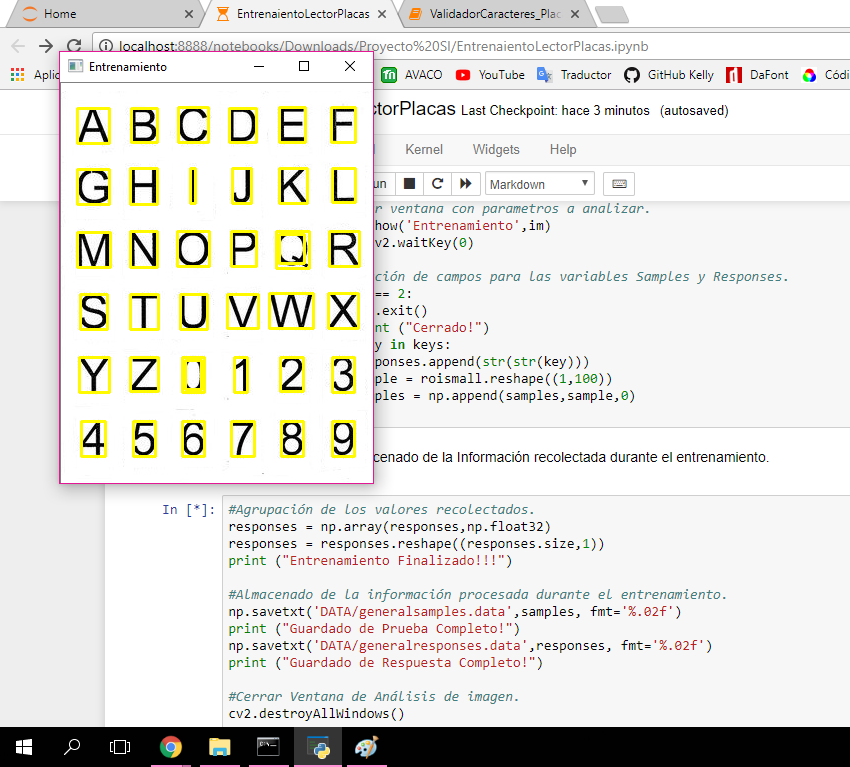 Home
EntrenaientoLectorPlacas
ValidadorCaracteres_Plac
localhost:8888/notebooks/Downloads/Proyecto%20SI/EntrenaientoLectorPlacas.ipynb
Aplic
AVACO
YouTube
Traductor
GitHub Kelly
DaFont
Códi
Entrenamiento
A B C D E F
G H I J K L
M N O P Q R
S T U V W X
Y Z 0 1 2 3
4 5 6 7 8 9
ctorPlacas Last Checkpoint: hace 3 minutos (autosaved)
Kernel Widgets Help
un
Markdown
r ventana con parametros a analizar.
how('Entrenamiento',im)
v2.waitKey(0)
ción de campos para las variables Samples y Responses.
== 2:
.exit()
nt ("Cerrado!")
y in keys:
ponses.append(str(str(key)))
ple = roismall.reshape((1,100))
ples = np.append(samples,sample,0)
cenado de la Información recolectada durante el entrenamiento.
In [*]:
#Agrupación de los valores recolectados.
responses = np.array(responses,np.float32)
responses = responses.reshape((responses.size,1))
print ("Entrenamiento Finalizado!!!")
#Almacenado de la información procesada durante el entrenamiento.
np.savetxt('DATA/generalsamples.data',samples, fmt='%.02f')
print ("Guardado de Prueba Completo!")
np.savetxt('DATA/generalresponses.data',responses, fmt='%.02f')
print ("Guardado de Respuesta Completo!")
#Cerrar Ventana de Análisis de imagen.
cv2.destroyAllWindows()